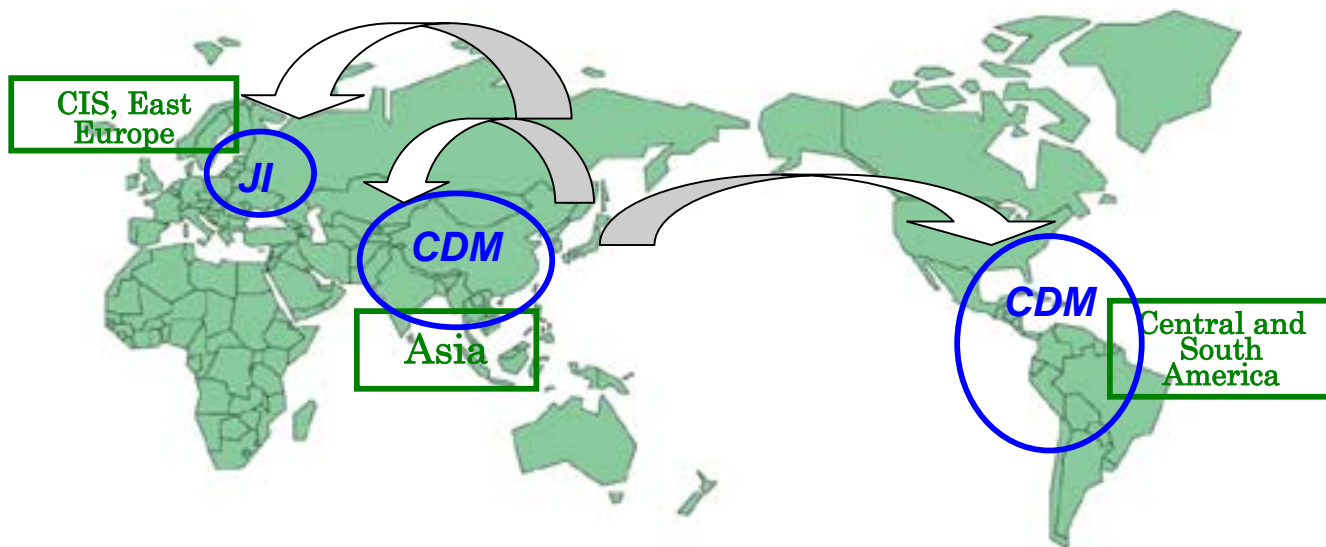 CIS, East
Europe
JI
CDM
Asia
CDM
Central and
South
America